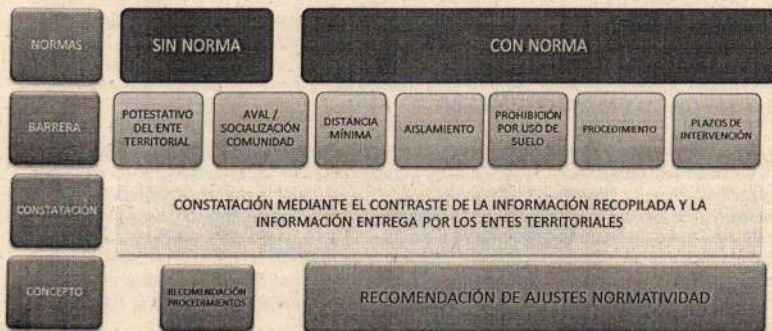 NORMAS
SIN NORMA
CON NORMA
BARRERA
POTESTATIVO
DEL ENTE
TERRITORIAL
AVAL /
SOCIALIZACIÓN
COMUNIDAD
DISTANCIA
MÍNIMA
AISLAMIENTO
PROHIBICIÓN
POR USO DE
SUELO
PROCEDIMIENTO
PLAZOS DE
INTERVENCIÓN
CONSTATACIÓN
CONSTATACIÓN MEDIANTE EL CONTRASTE DE LA INFORMACIÓN RECOPILADA Y LA
INFORMACIÓN ENTREGA POR LOS ENTES TERRITORIALES
CONCEPTO
RECOMENDACIÓN
PROCEDIMIENTOS
RECOMENDACIÓN DE AJUSTES NORMATIVIDAD